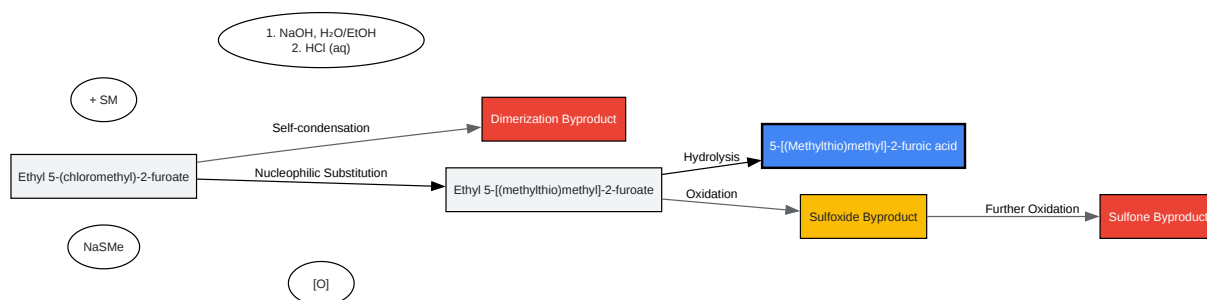 1. NaOH, H₂O/EtOH
2. HCl (aq)
+ SM
Self-condensation
Dimerization Byproduct
Ethyl 5-(chloromethyl)-2-furoate
Nucleophilic Substitution
Ethyl 5-[(methylthio)methyl]-2-furoate
Hydrolysis
5-[(Methylthio)methyl]-2-furoic acid
Oxidation
Sulfoxide Byproduct
Further Oxidation
Sulfone Byproduct
NaSMe
[O]